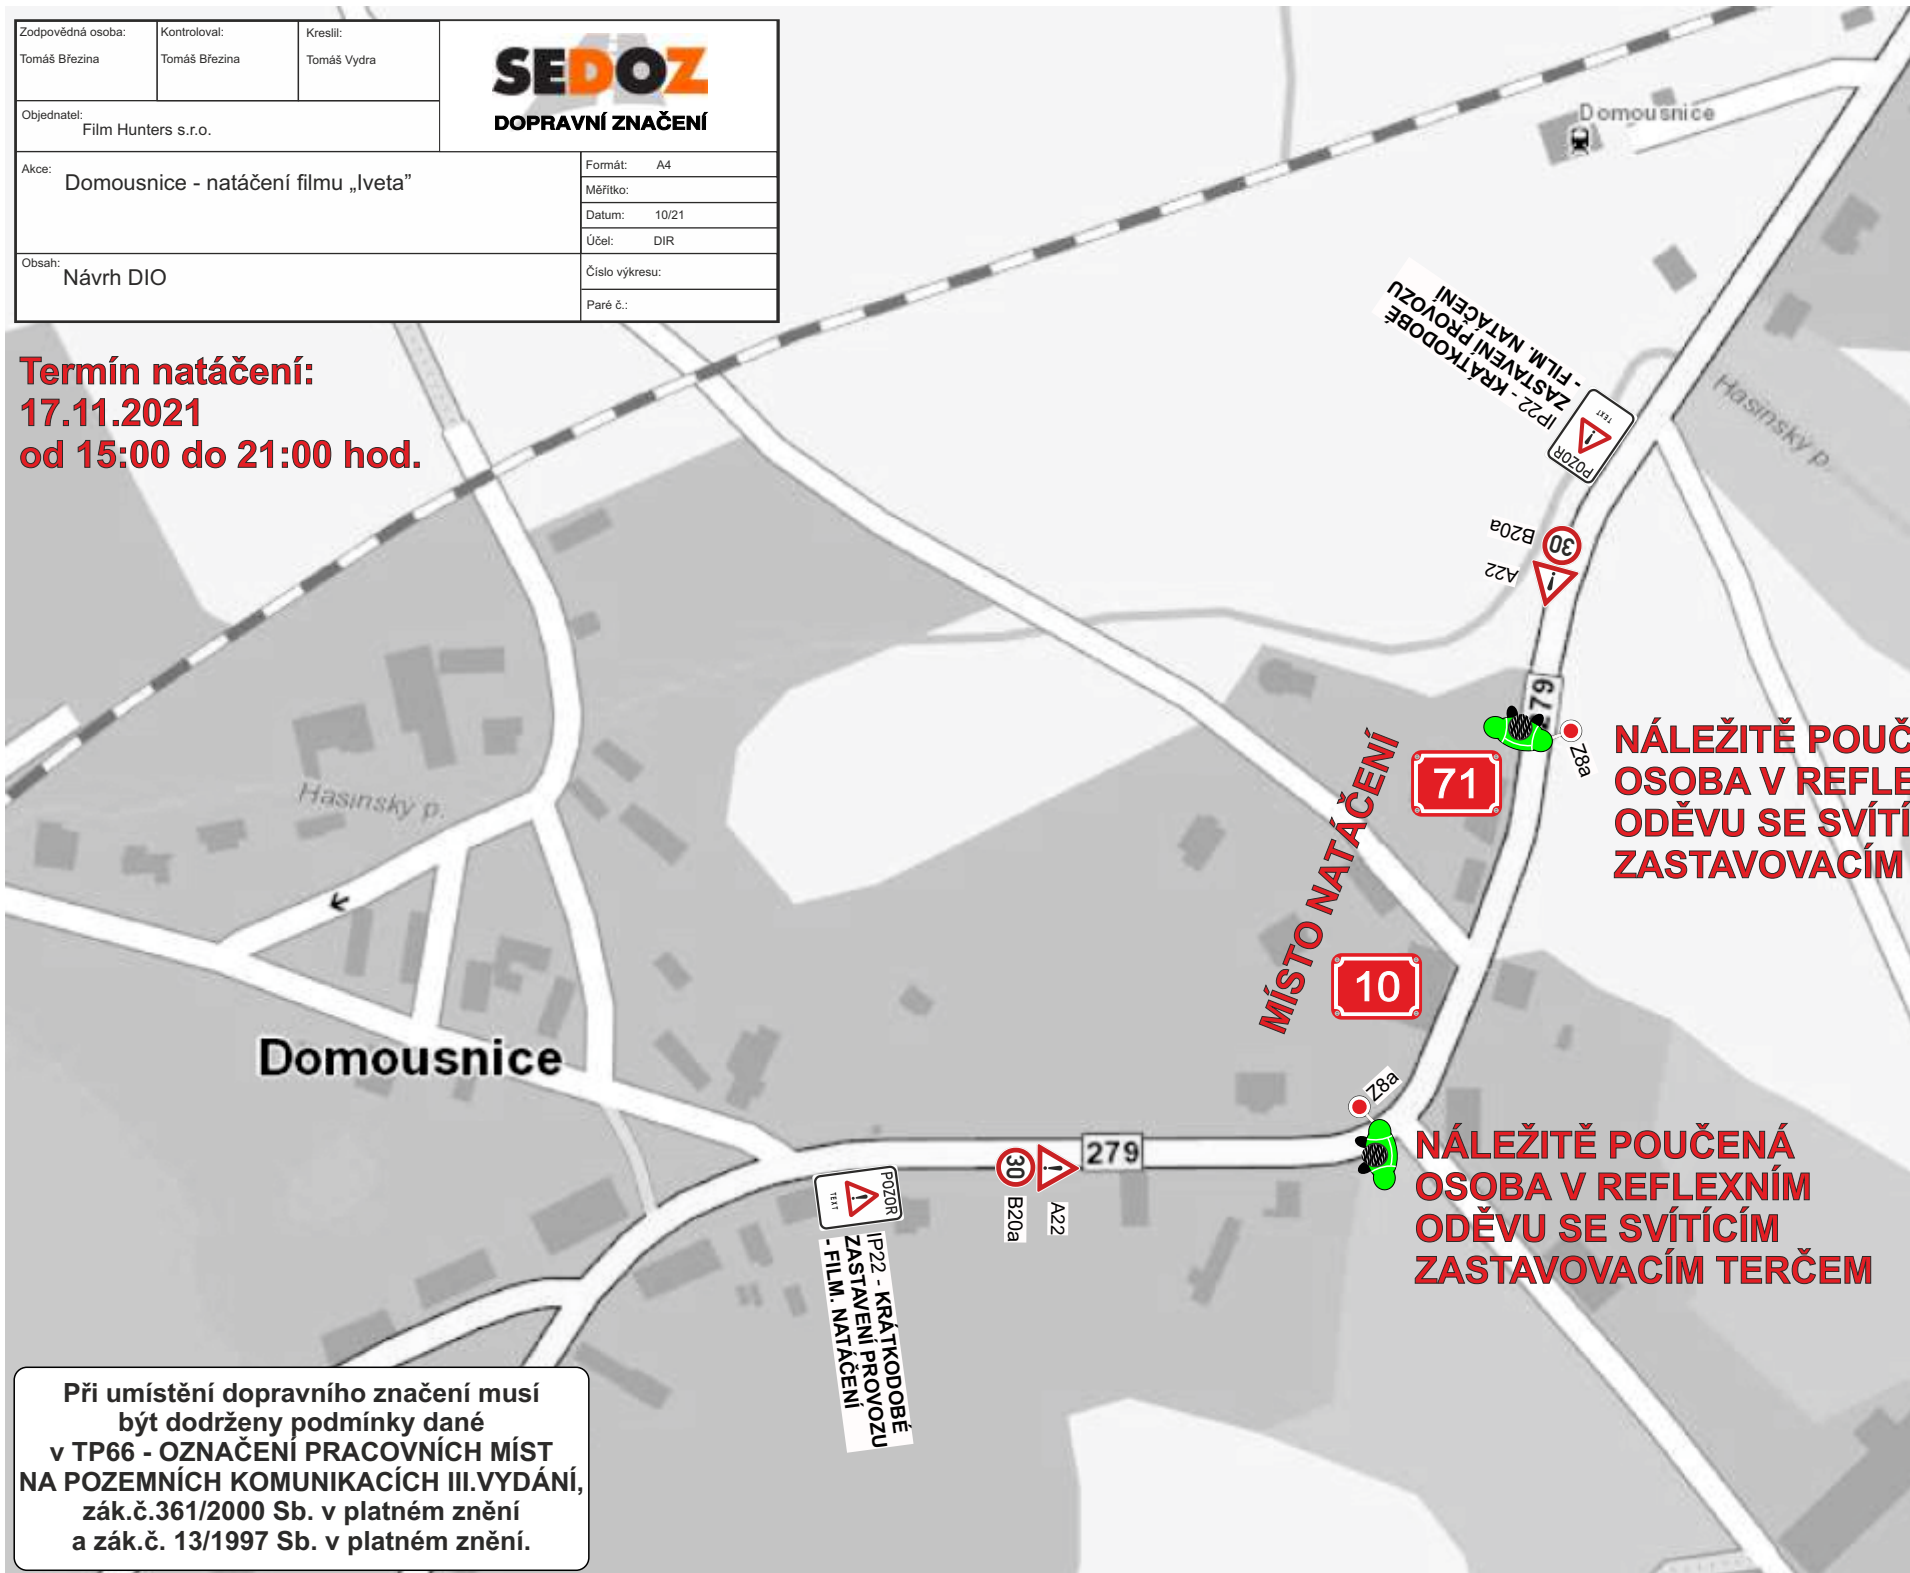 Zodpovědná osoba:
Tomáš Březina
Kontroloval:
Tomáš Březina
Kreslil:
Tomáš Vydra
SEDOZ
DOPRAVNÍ ZNAČENÍ
Objednatel:
Film Hunters s.r.o.
Akce:
Domousnice - natáčení filmu „Iveta”
Formát: A4
Měřítko:
Datum: 10/21
Účel: DIR
Obsah:
Návrh DIO
Číslo výkresu:
Paré č.:
Termín natáčení:
17.11.2021
od 15:00 do 21:00 hod.
Domousnice
IP22 - KRÁTKODOBÉ
ZASTAVENÍ PROVOZU
- FILM. NATÁČENÍ
POZOR
TEXT
Hasinský p.
B20a
30
A22
279
Z8a
NÁLEŽITĚ POUČ
OSOBA V REFLE
ODĚVU SE SVÍTÍ
ZASTAVOVACÍM
71
MÍSTO NATÁČENÍ
10
Hasinský p.
Domousnice
Z8a
NÁLEŽITĚ POUČENÁ
OSOBA V REFLEXNÍM
ODĚVU SE SVÍTÍCÍM
ZASTAVOVACÍM TERČEM
279
30
B20a
A22
POZOR
TEXT
IP22 - KRÁTKODOBÉ
ZASTAVENÍ PROVOZU
- FILM. NATÁČENÍ
Při umístění dopravního značení musí
být dodrženy podmínky dané
v TP66 - OZNAČENÍ PRACOVNÍCH MÍST
NA POZEMNÍCH KOMUNIKACÍCH III.VYDÁNÍ,
zák.č.361/2000 Sb. v platném znění
a zák.č. 13/1997 Sb. v platném znění.